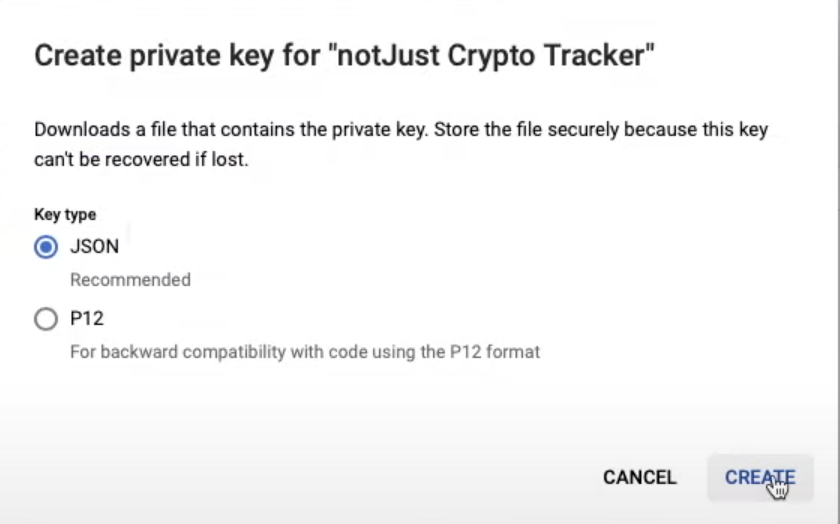 Create private key for "notJust Crypto Tracker"
Downloads a file that contains the private key. Store the file securely because this key
can't be recovered if lost.
Key type
JSON
Recommended
P12
For backward compatibility with code using the P12 format
CANCEL
CREATE